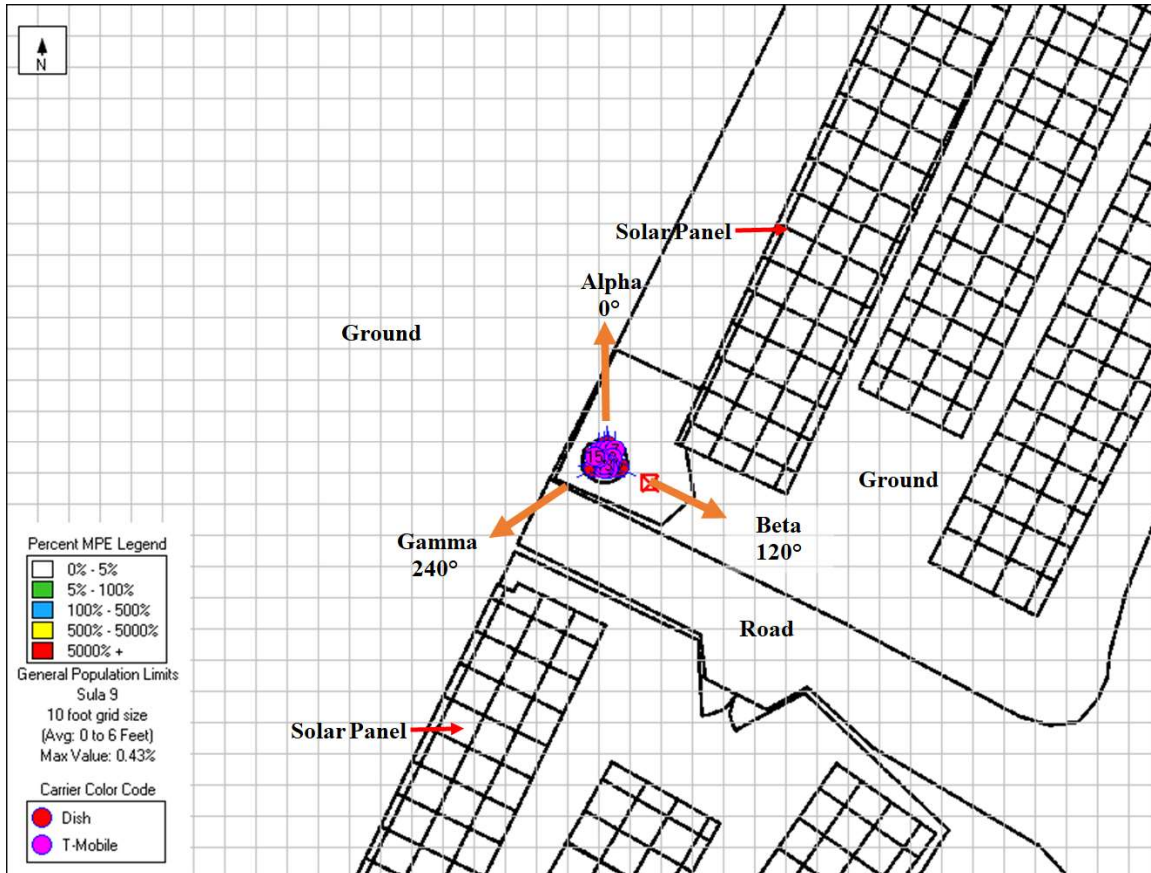 N
Solar Panel
Alpha
0°
Ground
Ground
Gamma
240°
Beta
120°
Road
Solar Panel
Percent MPE Legend
0% - 5%
5% - 100%
100% - 500%
500% - 5000%
5000% +
General Population Limits
Sula 9
10 foot grid size
(Avg: 0 to 6 Feet)
Max Value: 0.43%
Carrier Color Code
Dish
T-Mobile